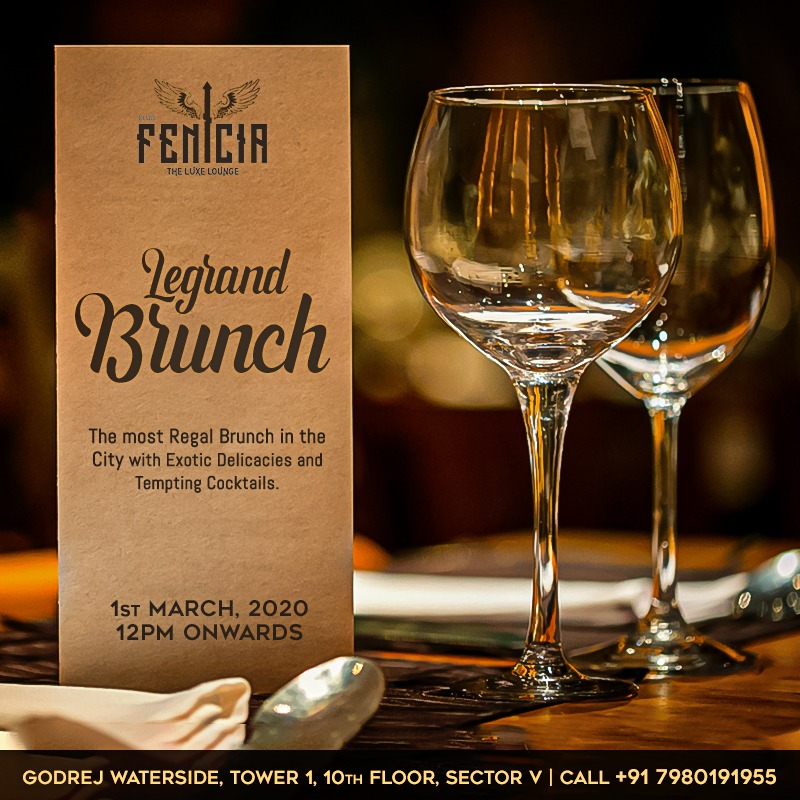 FENICIA
THE LUXE LOUNGE
Legrand
Brunch
The most Regal Brunch in the
City with Exotic Delicacies and
Tempting Cocktails.
1ST MARCH, 2020
12PM ONWARDS
GODREJ WATERSIDE, TOWER 1, 10TH FLOOR, SECTOR V | CALL +91 7980191955